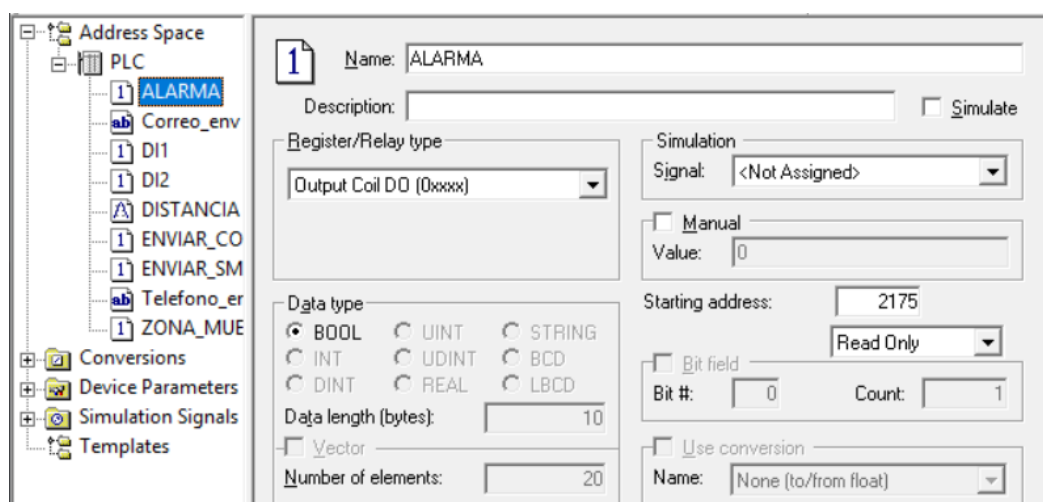 Address Space
PLC
ALARMA
Correo_env
DI1
DI2
DISTANCIA
ENVIAR_CO
ENVIAR_SM
Telefono_er
ZONA_MUE
Conversions
Device Parameters
Simulation Signals
Templates
1 Name: ALARMA
Description: Simulate
Register/Relay type
Output Coil DO (0xxxx)
Simulation
Signal: <Not Assigned>
Manual
Value: 0
Data type
BOOL UINT STRING
INT UDINT BCD
DINT REAL LBCD
Data length (bytes): 10
Vector
Number of elements: 20
Starting address: 2175
Read Only
Bit field
Bit #: 0 Count: 1
Use conversion
Name: None (to/from float)